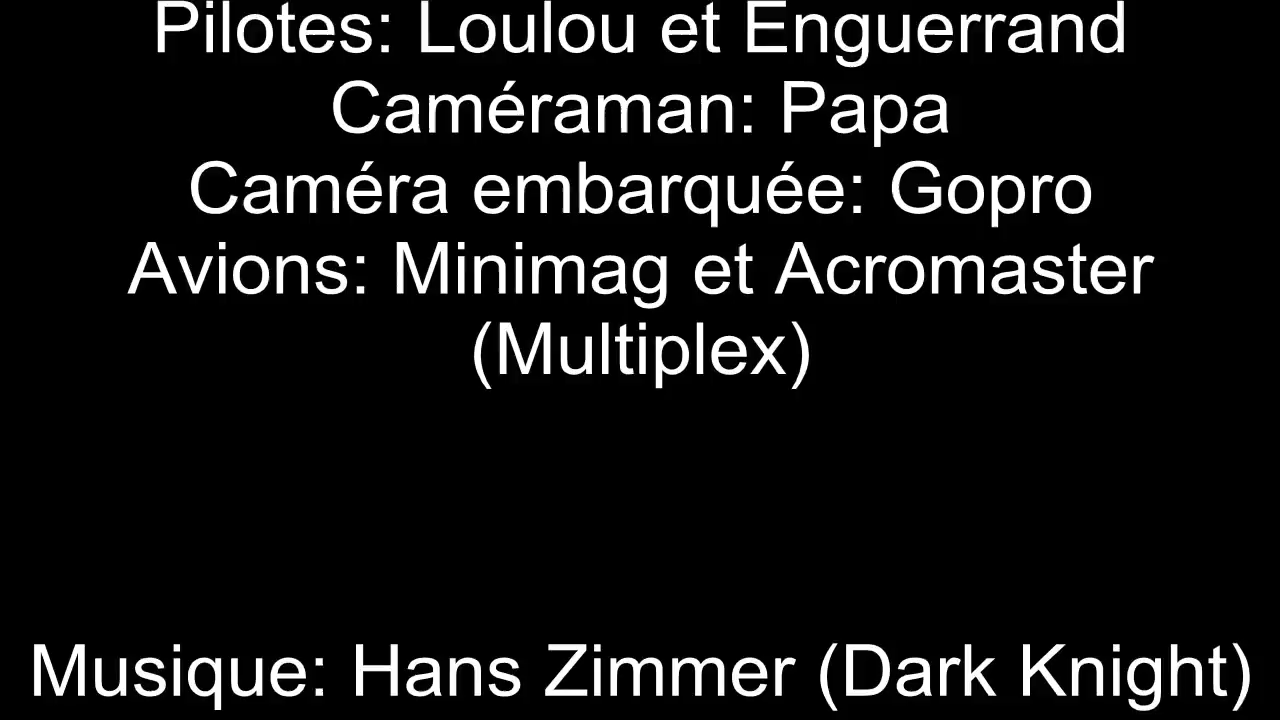 Pilotes: Loulou et Enguerrand
Caméraman: Papa
Caméra embarquée: Gopro
Avions: Minimag et Acromaster
(Multiplex)
Musique: Hans Zimmer (Dark Knight)